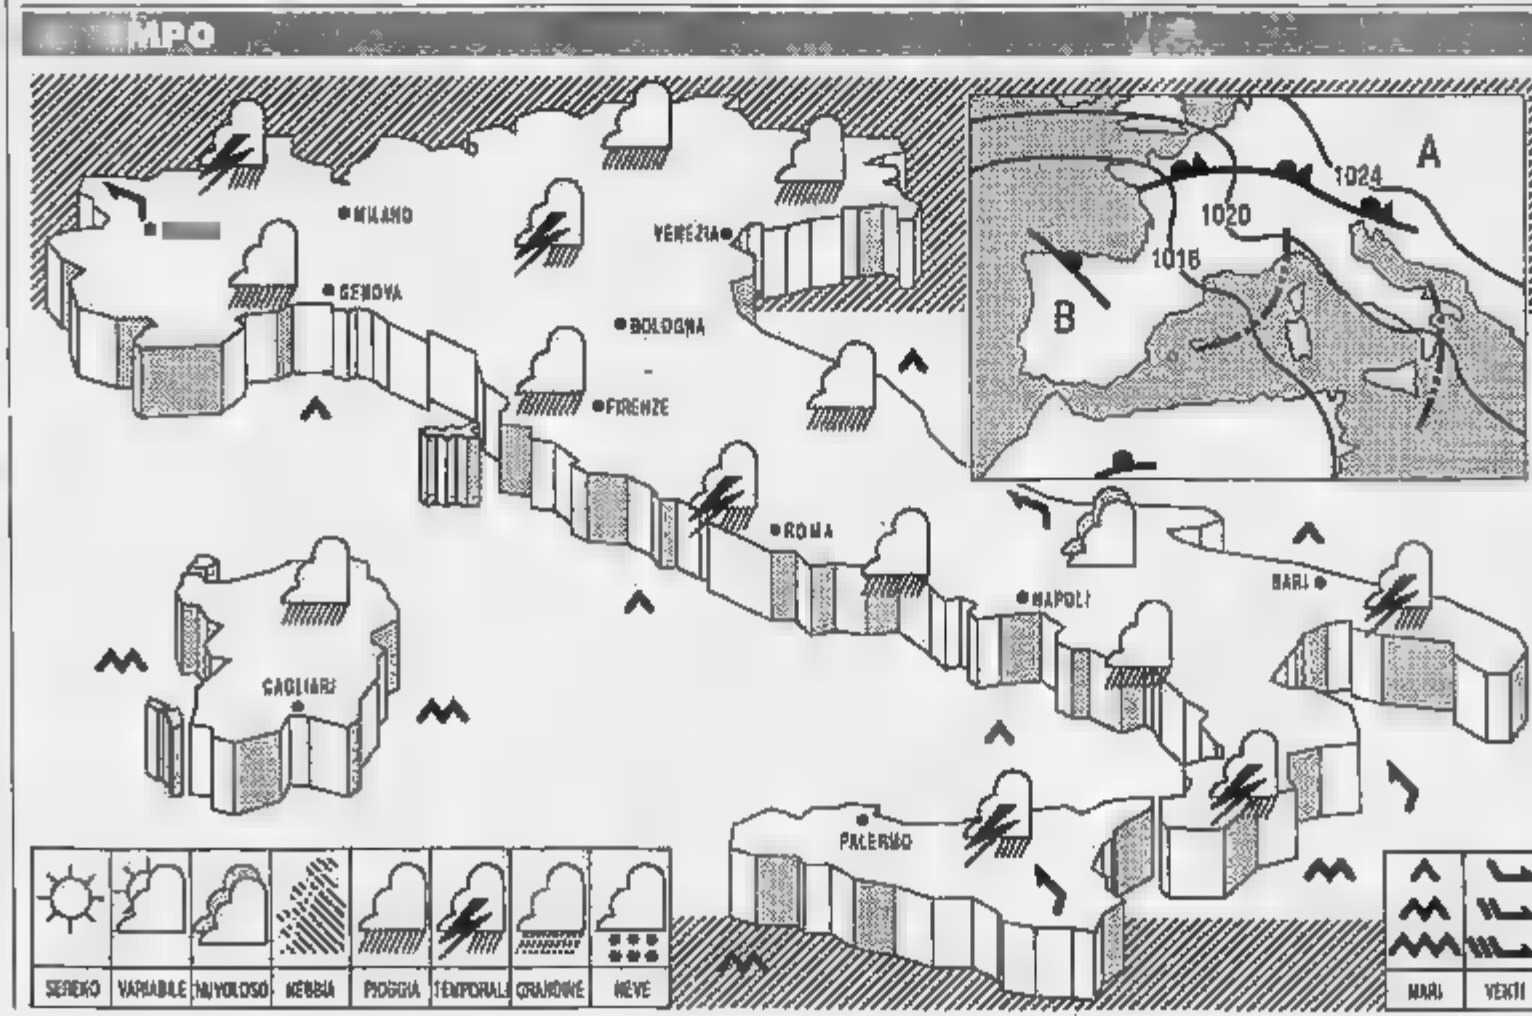 MPO
A
1024
1020
1016
B
MILANO
VENEZIA
GENOVA
BOLOGNA
FIRENZE
ROMA
NAPOLI
BARI
CAGLIARI
PALERMO
SERENO VARIABILE NUVOLOSO NEBBIA PIOGGIA TEMPORALI GRANDINE NEVE
MARI VENTI